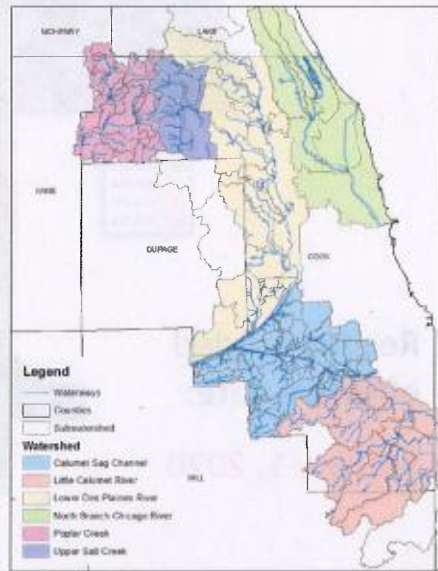 MCHENRY
LAKE
KANE
DUPAGE
COOK
Legend
Waterways
Counties
Subwatershed
Watershed
Calumet Sag Channel
Little Calumet River
Lower Des Plaines River
North Branch Chicago River
Poplar Creek
Upper Salt Creek
WILL